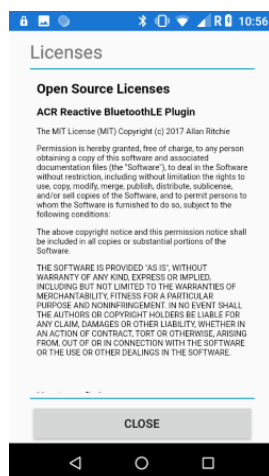 R 10:56
Licenses
Open Source Licenses
ACR Reactive BluetoothLE Plugin
The MIT License (MIT) Copyright (c) 2017 Allan Ritchie
Permission is hereby granted, free of charge, to any person
obtaining a copy of this software and associated
documentation files (the "Software"), to deal in the Software
without restriction, including without limitation the rights to
use, copy, modify, merge, publish, distribute, sublicense,
and/or sell copies of the Software, and to permit persons to
whom the Software is furnished to do so, subject to the
following conditions:
The above copyright notice and this permission notice shall
be included in all copies or substantial portions of the
Software.
THE SOFTWARE IS PROVIDED "AS IS", WITHOUT
WARRANTY OF ANY KIND, EXPRESS OR IMPLIED,
INCLUDING BUT NOT LIMITED TO THE WARRANTIES OF
MERCHANTABILITY, FITNESS FOR A PARTICULAR
PURPOSE AND NONINFRINGEMENT. IN NO EVENT SHALL
THE AUTHORS OR COPYRIGHT HOLDERS BE LIABLE FOR
ANY CLAIM, DAMAGES OR OTHER LIABILITY, WHETHER IN
AN ACTION OF CONTRACT, TORT OR OTHERWISE, ARISING
FROM, OUT OF OR IN CONNECTION WITH THE SOFTWARE
OR THE USE OR OTHER DEALINGS IN THE SOFTWARE.
CLOSE